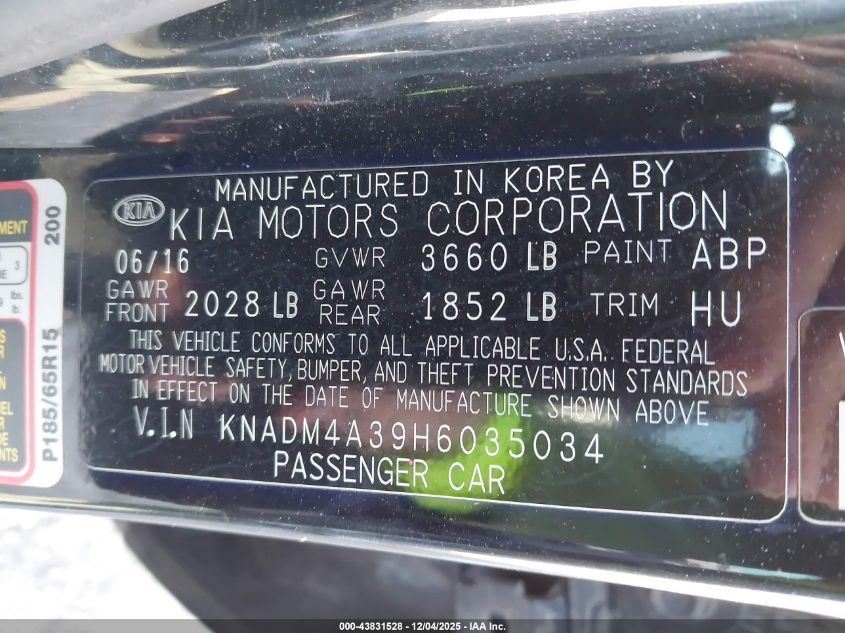 MANUFACTURED IN KOREA BY
KIA KIA MOTORS CORPORATION
06/16 GVWR 3660 LB PAINT ABP
GAWR FRONT 2028 LB GAWR REAR 1852 LB TRIM HU
THIS VEHICLE CONFORMS TO ALL APPLICABLE U.S.A. FEDERAL
MOTOR VEHICLE SAFETY, BUMPER, AND THEFT PREVENTION STANDARDS
IN EFFECT ON THE DATE OF MANUFACTURE SHOWN ABOVE
V.I.N KNADM4A39H6035034
PASSENGER CAR
P185/65R15 200
3
lbs.
000-43831528 - 12/04/2025 - IAA Inc.